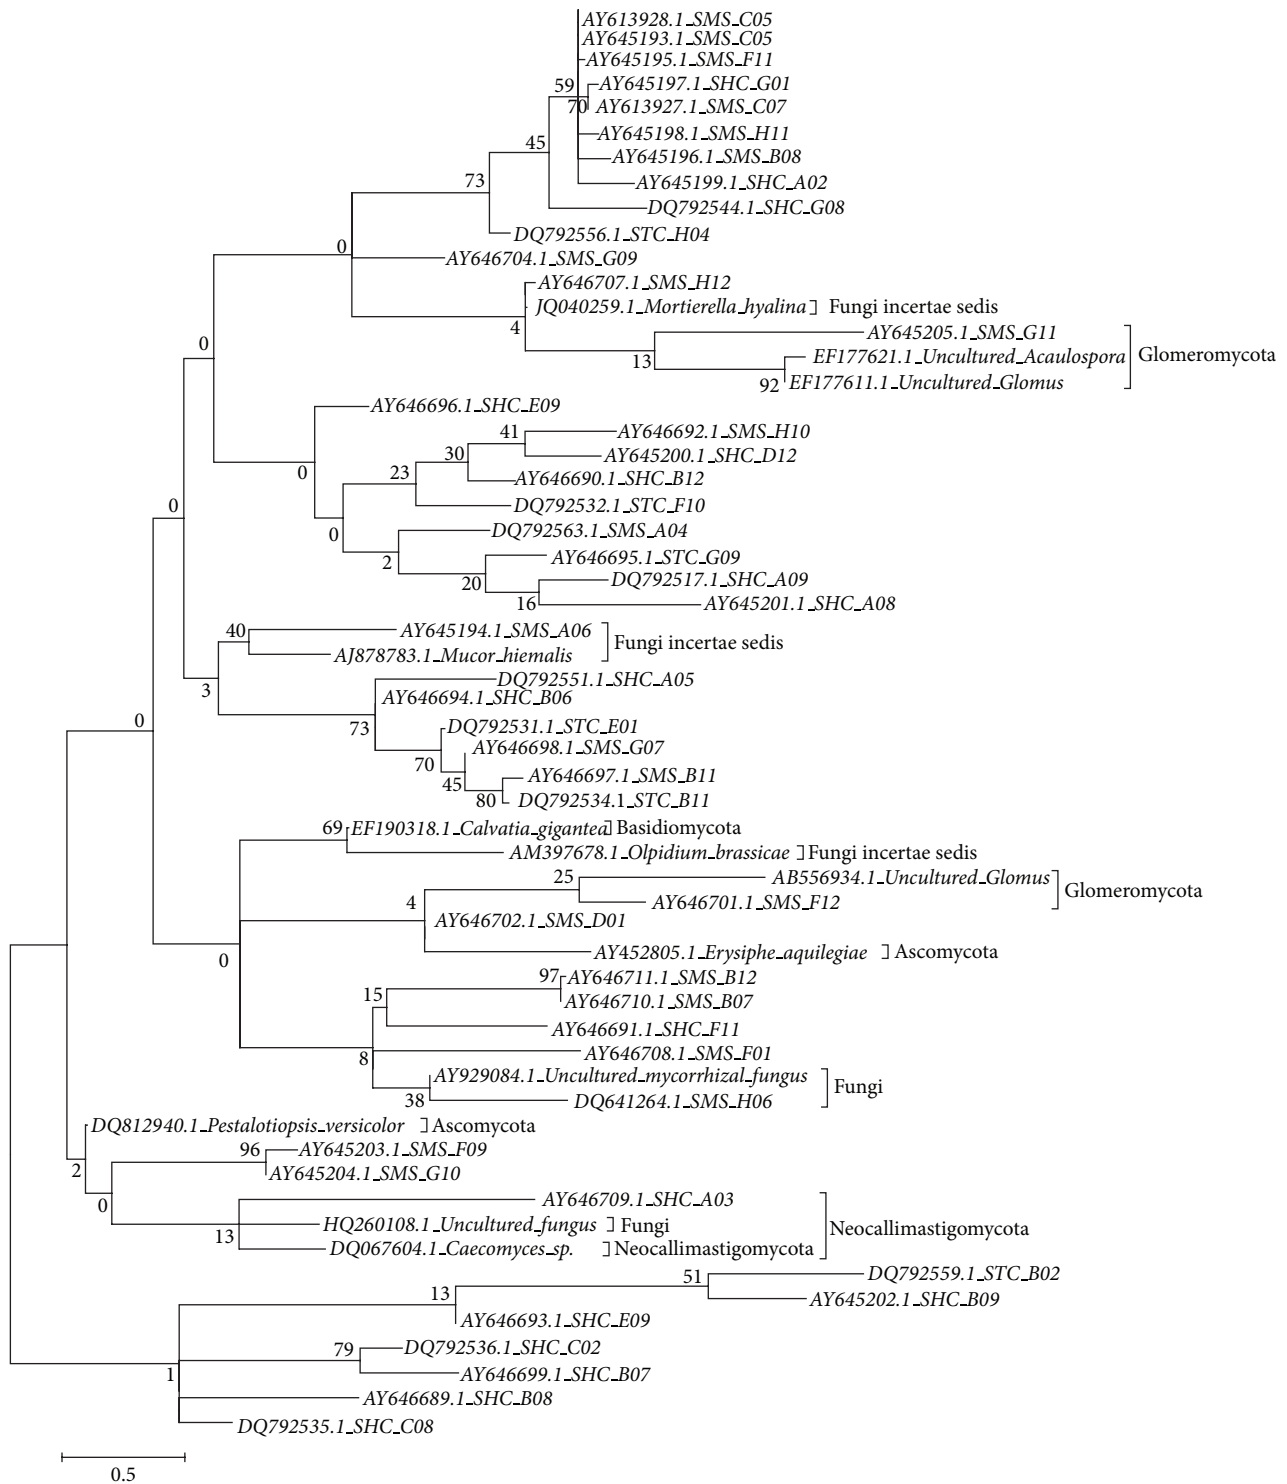 AY613928.1_SMS_C05
AY645193.1_SMS_C05
AY645195.1_SMS_F11
59
AY645197.1_SHC_G01
70
AY613927.1_SMS_C07
AY645198.1_SMS_H11
45
AY645196.1_SMS_B08
73
AY645199.1_SHC_A02
DQ792544.1_SHC_G08
DQ792556.1_STC_H04
0
AY646704.1_SMS_G09
AY646707.1_SMS_H12
JQ040259.1_Mortierella_hyalina Fungi incertae sedis
4
AY645205.1_SMS_G11
0
13
EF177621.1_Uncultured_Acaulospora Glomeromycota
92
EF177611.1_Uncultured_Glomus
AY646696.1_SHC_E09
41
AY646692.1_SMS_H10
30
AY645200.1_SHC_D12
0
23
AY646690.1_SHC_B12
0
DQ792532.1_STC_F10
0
DQ792563.1_SMS_A04
2
AY646695.1_STC_G09
20
DQ792517.1_SHC_A09
16
AY645201.1_SHC_A08
40
AY645194.1_SMS_A06
Fungi incertae sedis
AJ878783.1_Mucor_hiemalis
3
DQ792551.1_SHC_A05
AY646694.1_SHC_B06
0
73
DQ792531.1_STC_E01
AY646698.1_SMS_G07
70
AY646697.1_SMS_B11
45
80
DQ792534.1_STC_B11
69
EF190318.1_Calvatia_gigantea Basidiomycota
AM397678.1_Olpidium_brassicae Fungi incertae sedis
25
AB556934.1_Uncultured_Glomus
Glomeromycota
4
AY646701.1_SMS_F12
AY646702.1_SMS_D01
0
AY452805.1_Erysiphe_aquilegiae Ascomycota
97
AY646711.1_SMS_B12
15
AY646710.1_SMS_B07
AY646691.1_SHC_F11
8
AY646708.1_SMS_F01
AY929084.1_Uncultured_mycorrhizal_fungus
Fungi
38
DQ641264.1_SMS_H06
DQ812940.1_Pestalotiopsis_versicolor Ascomycota
2
96
AY645203.1_SMS_F09
AY645204.1_SMS_G10
0
AY646709.1_SHC_A03
13
HQ260108.1_Uncultured_fungus Fungi
Neocallimastigomycota
DQ067604.1_Caecomyces_sp. Neocallimastigomycota
51
DQ792559.1_STC_B02
13
AY645202.1_SHC_B09
AY646693.1_SHC_E09
79
DQ792536.1_SHC_C02
1
AY646699.1_SHC_B07
AY646689.1_SHC_B08
DQ792535.1_SHC_C08
0.5